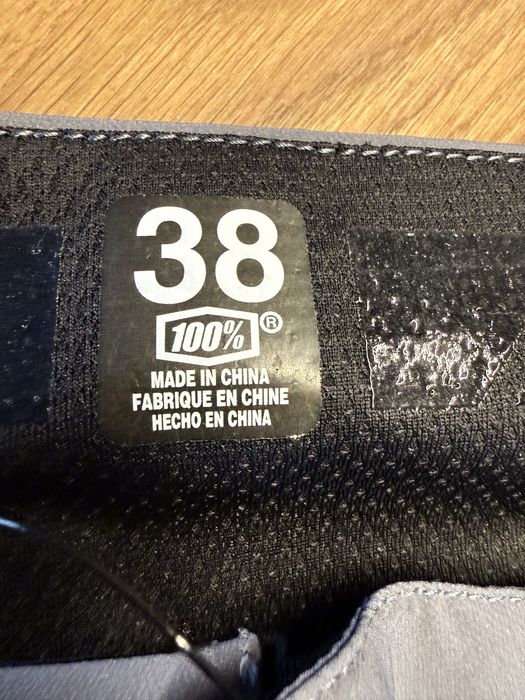 38
100%®
MADE IN CHINA
FABRIQUE EN CHINE
HECHO EN CHINA